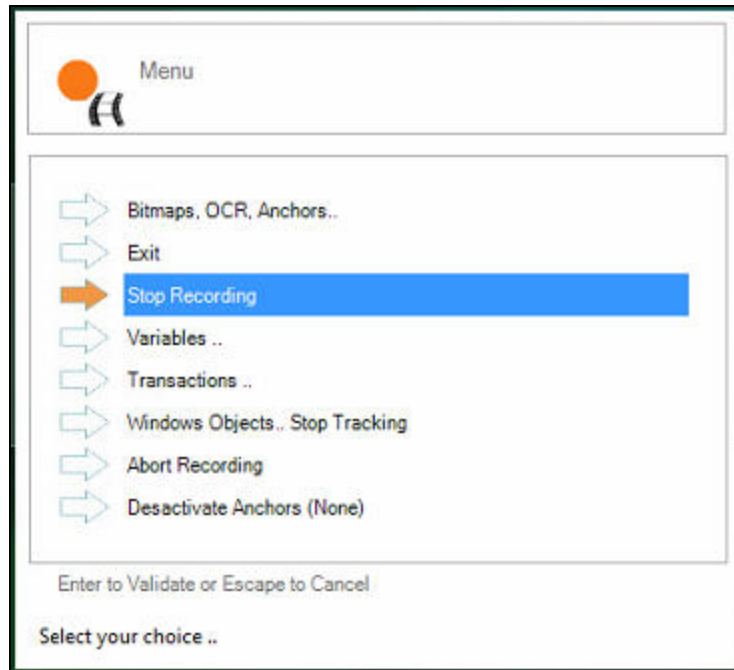 Menu
Bitmaps, OCR, Anchors..
Exit
Stop Recording
Variables ..
Transactions ..
Windows Objects.. Stop Tracking
Abort Recording
Desactivate Anchors (None)
Enter to Validate or Escape to Cancel
Select your choice ..